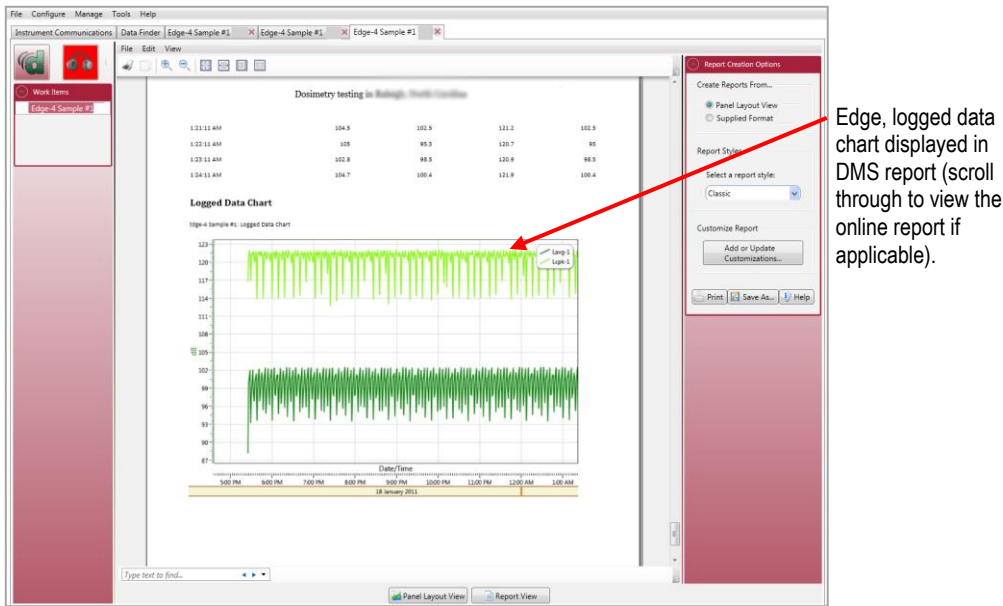 File Configure Manage Tools Help
Instrument Communications Data Finder Edge-4 Sample #1 Edge-4 Sample #1 Edge-4 Sample #1
File Edit View
Work Items
Edge-4 Sample #1
Dosimetry testing in
1:21:11 AM 104.5 102.5 121.2 102.5
1:22:11 AM 105 95.3 120.7 95
1:23:11 AM 102.8 98.5 120.9 98.5
1:24:11 AM 104.7 100.4 121.9 100.4
Logged Data Chart
Edge-4 Sample #1: Logged Data Chart
Lavg-1
Lcpk-1
123
120
117
114
111
108
105
102
99
96
93
90
87
dB
Date/Time
5:00 PM 6:00 PM 7:00 PM 8:00 PM 9:00 PM 10:00 PM 11:00 PM 12:00 AM 1:00 AM
18 January 2011
Type text to find...
Panel Layout View Report View
Report Creation Options
Create Reports From...
Panel Layout View
Supplied Format
Report Styles
Select a report style:
Classic
Customize Report
Add or Update
Customizations...
Print Save As... Help
Edge, logged data
chart displayed in
DMS report (scroll
through to view the
online report if
applicable).